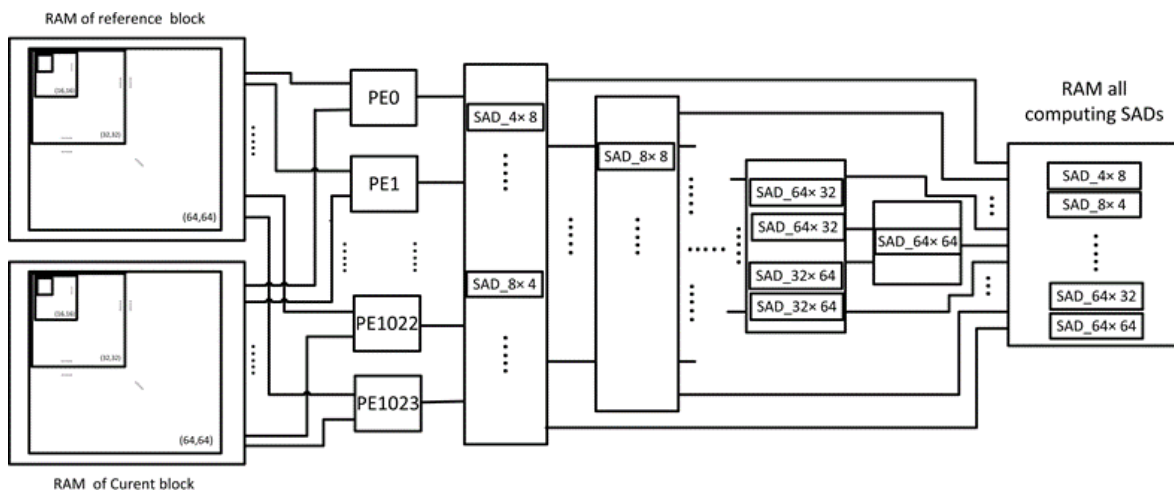 RAM of reference block
(16,16)
(32,32)
(64,64)
RAM of Curent block
(16,16)
(32,32)
(64,64)
PE0
PE1
PE1022
PE1023
SAD_4× 8
SAD_8× 4
SAD_8× 8
SAD_64× 32
SAD_64× 32
SAD_32× 64
SAD_32× 64
SAD_64× 64
RAM all
computing SADs
SAD_4× 8
SAD_8× 4
SAD_64× 32
SAD_64× 64